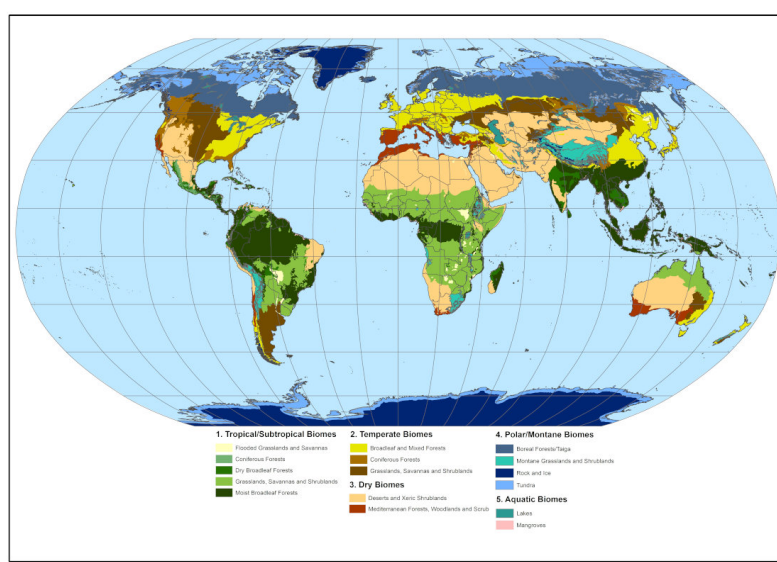 1. Tropical/Subtropical Biomes
Flooded Grasslands and Savannas
Coniferous Forests
Dry Broadleaf Forests
Grasslands, Savannas and Shrublands
Moist Broadleaf Forests
2. Temperate Biomes
Broadleaf and Mixed Forests
Coniferous Forests
Grasslands, Savannas and Shrublands
3. Dry Biomes
Deserts and Xeric Shrublands
Mediterranean Forests, Woodlands and Scrub
4. Polar/Montane Biomes
Boreal Forests/Taiga
Montane Grasslands and Shrublands
Rock and Ice
Tundra
5. Aquatic Biomes
Lakes
Mangroves